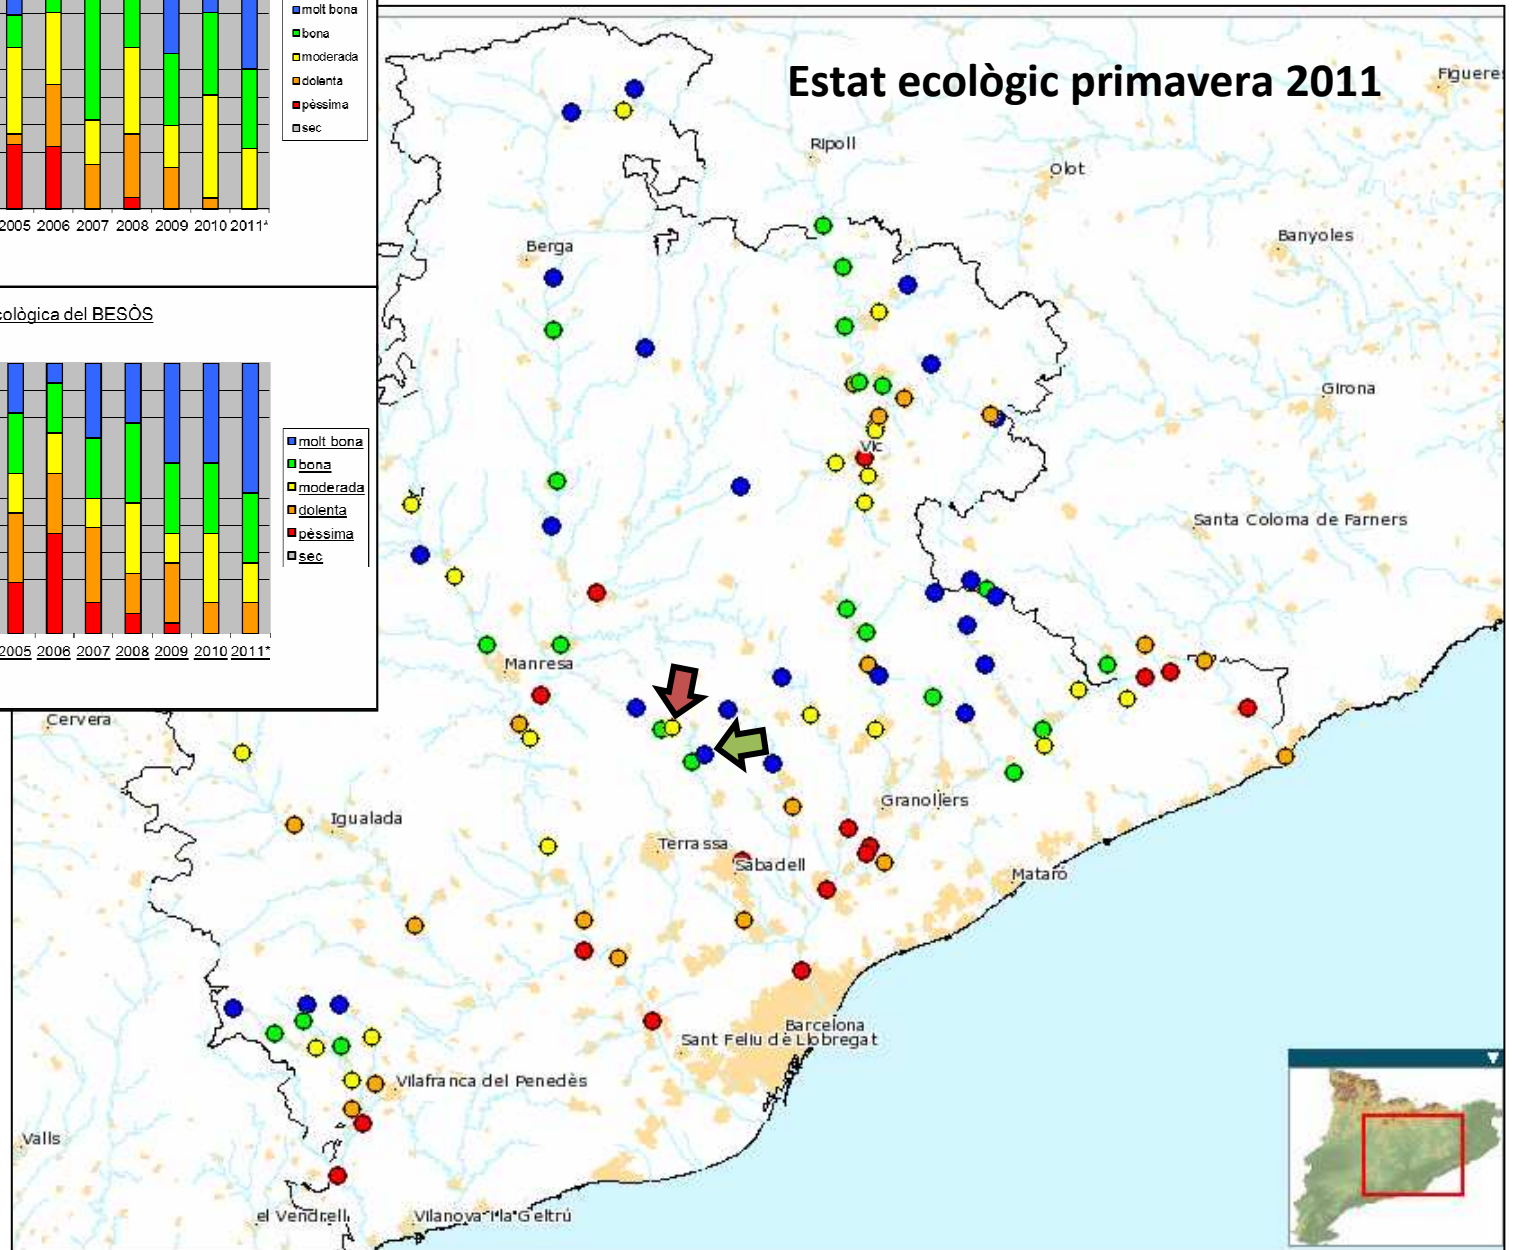 molt bona
bona
moderada
dolenta
pèssima
sec
2005 2006 2007 2008 2009 2010 2011*
cològica del BESÒS
molt bona
bona
moderada
dolenta
pèssima
sec
2005 2006 2007 2008 2009 2010 2011*
Estat ecològic primavera 2011
Figueres
Ripoll
Olot
Banyoles
Berga
Girona
Vic
Santa Coloma de Farners
Manresa
Cervera
Igualada
Granollers
Terrassa
Sabadell
Mataró
Barcelona
Sant Feliu de Llobregat
Vilafranca del Penedès
Valls
el Vendrell
Vilanova i la Geltrú